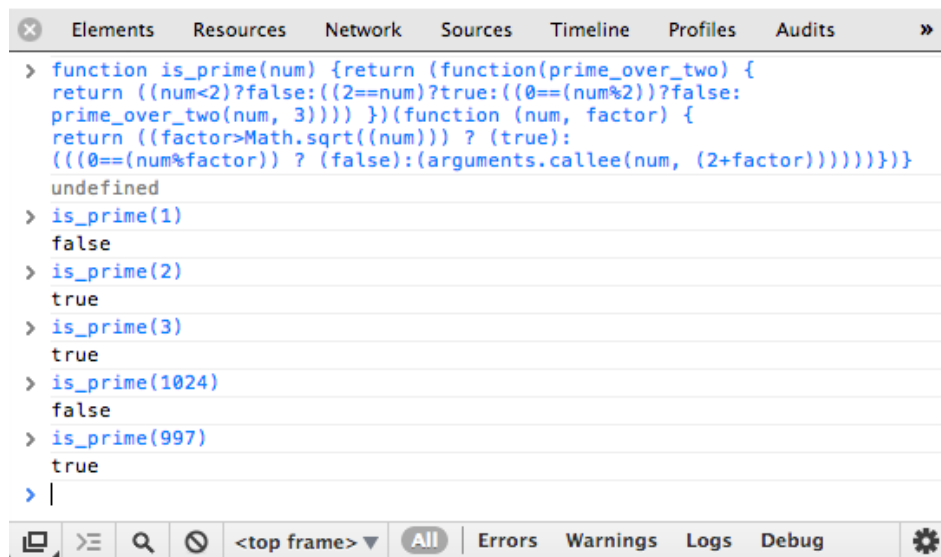 Elements Resources Network Sources Timeline Profiles Audits »
> function is_prime(num) {return (function(prime_over_two) {
return ((num<2)?false:((2==num)?true:((0==(num%2))?false:
prime_over_two(num, 3)))) })(function (num, factor) {
return ((factor>Math.sqrt((num))) ? (true):
(((0==(num%factor)) ? (false):(arguments.callee(num, (2+factor))))))})}
undefined
> is_prime(1)
false
> is_prime(2)
true
> is_prime(3)
true
> is_prime(1024)
false
> is_prime(997)
true
>
<top frame> ▼ All Errors Warnings Logs Debug